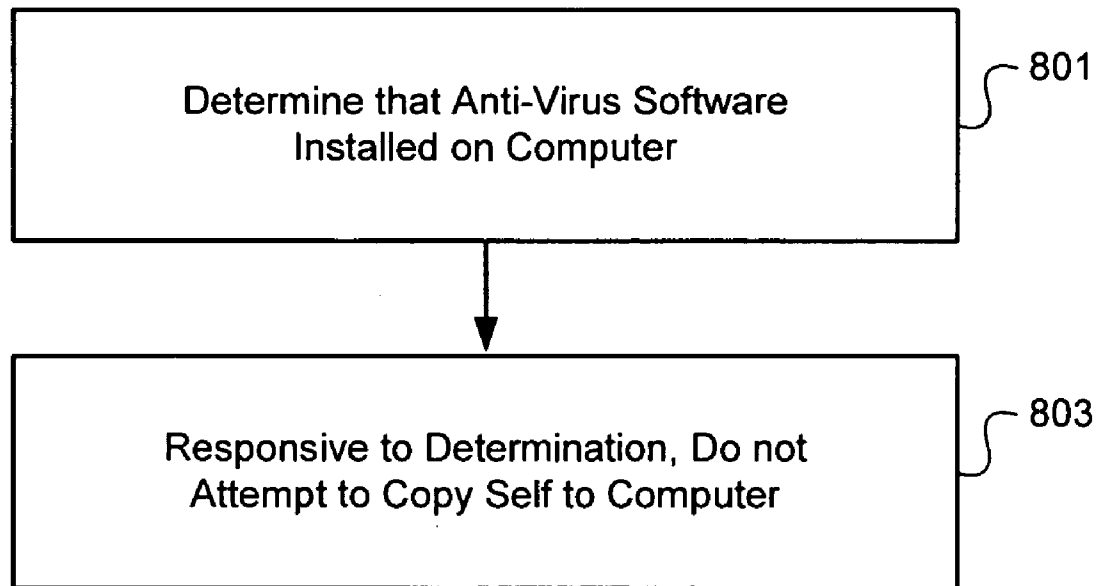 Determine that Anti-Virus Software
Installed on Computer
801
Responsive to Determination, Do not
Attempt to Copy Self to Computer
803